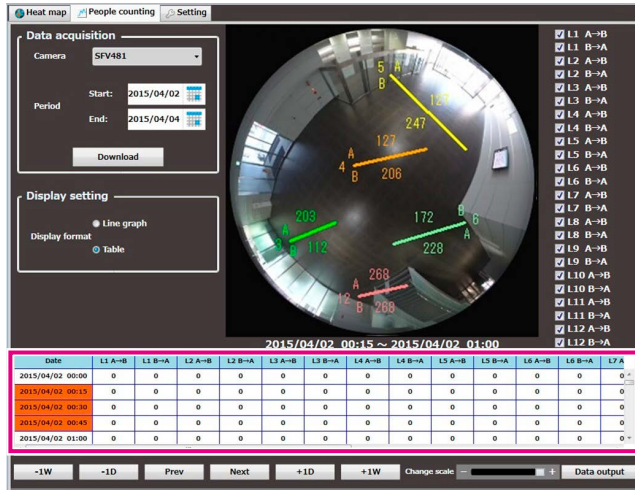 Heat map People counting Setting
Data acquisition
Camera SFV481
Period
Start: 2015/04/02
End: 2015/04/04
Download
Display setting
Display format
Line graph
Table
5 A
B
127
247
127
A
4 B
206
203
A
3 B 112
172 B 6
A
228
268
A
12 B 268
2015/04/02 00:15 ~ 2015/04/02 01:00
L1 A→B
L1 B→A
L2 A→B
L2 B→A
L3 A→B
L3 B→A
L4 A→B
L4 B→A
L5 A→B
L5 B→A
L6 A→B
L6 B→A
L7 A→B
L7 B→A
L8 A→B
L8 B→A
L9 A→B
L9 B→A
L10 A→B
L10 B→A
L11 A→B
L11 B→A
L12 A→B
L12 B→A
Date L1 A→B L1 B→A L2 A→B L2 B→A L3 A→B L3 B→A L4 A→B L4 B→A L5 A→B L5 B→A L6 A→B L6 B→A L7 A
2015/04/02 00:00 0 0 0 0 0 0 0 0 0 0 0 0 0
2015/04/02 00:15 0 0 0 0 0 0 0 0 0 0 0 0 0
2015/04/02 00:30 0 0 0 0 0 0 0 0 0 0 0 0 0
2015/04/02 00:45 0 0 0 0 0 0 0 0 0 0 0 0 0
2015/04/02 01:00 0 0 0 0 0 0 0 0 0 0 0 0 0
-1W -1D Prev Next +1D +1W Change scale - + Data output